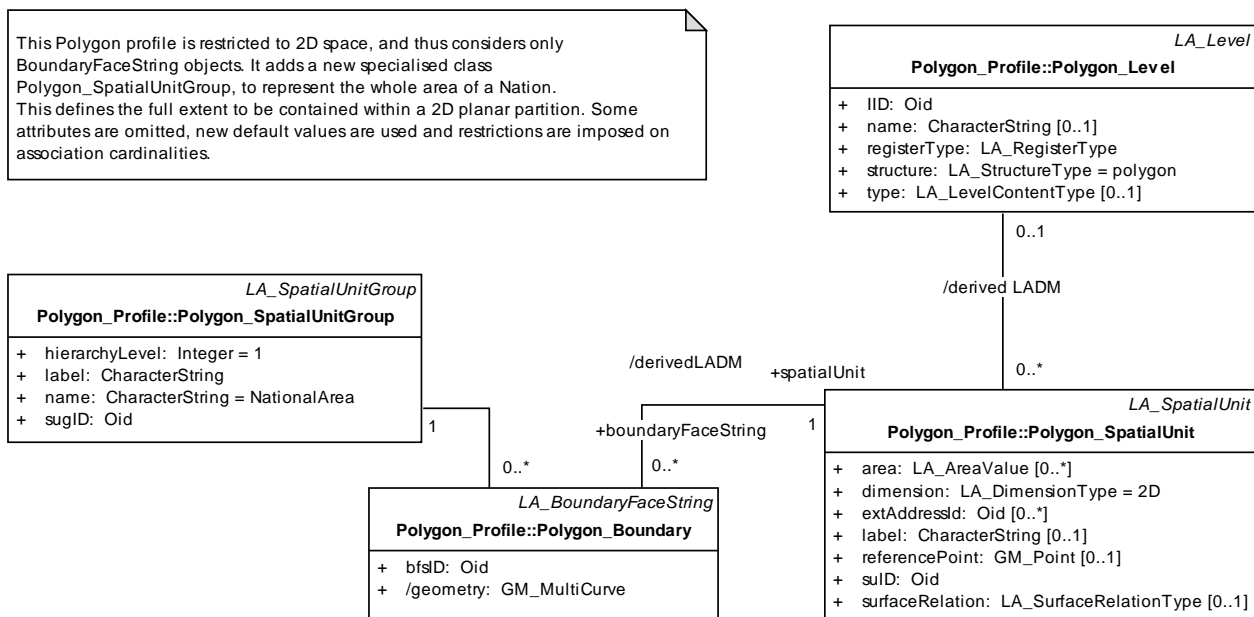 This Polygon profile is restricted to 2D space, and thus considers only
BoundaryFaceString objects. It adds a new specialised class
Polygon_SpatialUnitGroup, to represent the whole area of a Nation.
This defines the full extent to be contained within a 2D planar partition. Some
attributes are omitted, new default values are used and restrictions are imposed on
association cardinalities.
LA_Level
Polygon_Profile::Polygon_Level
+ lID: Oid
+ name: CharacterString [0..1]
+ registerType: LA_RegisterType
+ structure: LA_StructureType = polygon
+ type: LA_LevelContentType [0..1]
0..1
/derived LADM
0..*
LA_SpatialUnitGroup
Polygon_Profile::Polygon_SpatialUnitGroup
+ hierarchyLevel: Integer = 1
+ label: CharacterString
+ name: CharacterString = NationalArea
+ sugID: Oid
1
0..*
/derivedLADM
+spatialUnit
1
+boundaryFaceString
0..*
LA_BoundaryFaceString
Polygon_Profile::Polygon_Boundary
+ bfsID: Oid
+ /geometry: GM_MultiCurve
LA_SpatialUnit
Polygon_Profile::Polygon_SpatialUnit
+ area: LA_AreaValue [0..*]
+ dimension: LA_DimensionType = 2D
+ extAddressId: Oid [0..*]
+ label: CharacterString [0..1]
+ referencePoint: GM_Point [0..1]
+ suID: Oid
+ surfaceRelation: LA_SurfaceRelationType [0..1]